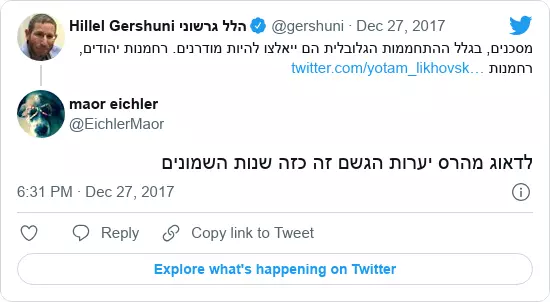 Hillel Gershuni הלל גרשוני @gershuni · Dec 27, 2017
מסכנים, בגלל ההתחממות הגלובלית הם ייאלצו להיות מודרנים. רחמנות יהודים,
רחמנות twitter.com/yotam_likhovsk…
maor eichler
@EichlerMaor
לדאוג מהרס יערות הגשם זה כזה שנות השמונים
6:31 PM · Dec 27, 2017
Reply
Copy link to Tweet
Explore what's happening on Twitter